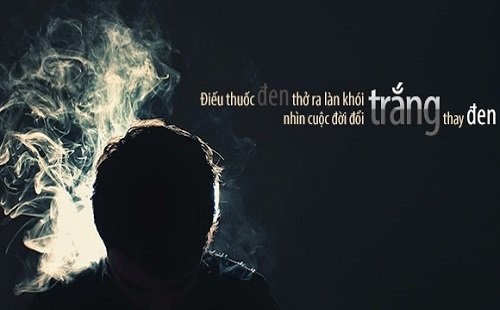 Điếu thuốc đen thở ra làn khói
nhìn cuộc đời đổi trắng thay đen